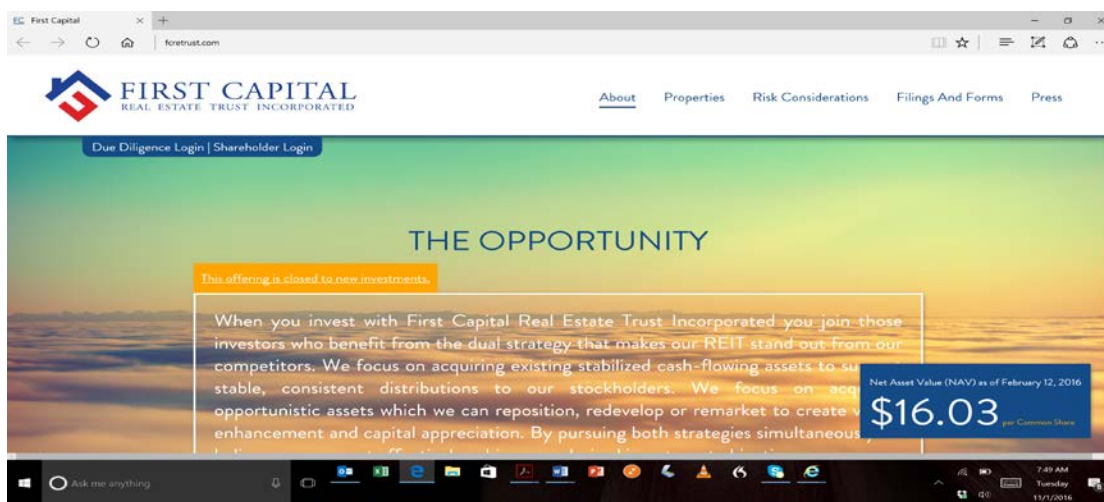 First Capital
fcretrust.com
FIRST CAPITAL
REAL ESTATE TRUST INCORPORATED
About Properties Risk Considerations Filings And Forms Press
Due Diligence Login | Shareholder Login
THE OPPORTUNITY
This offering is closed to new investments.
When you invest with First Capital Real Estate Trust Incorporated you join those
investors who benefit from the dual strategy that makes our REIT stand out from our
competitors. We focus on acquiring existing stabilized cash-flowing assets to su
stable, consistent distributions to our stockholders. We focus on acq
opportunistic assets which we can reposition, redevelop or remarket to create v
enhancement and capital appreciation. By pursuing both strategies simultaneously
Net Asset Value (NAV) as of February 12, 2016
$16.03 per Common Share
Ask me anything
7:49 AM
Tuesday
11/1/2016